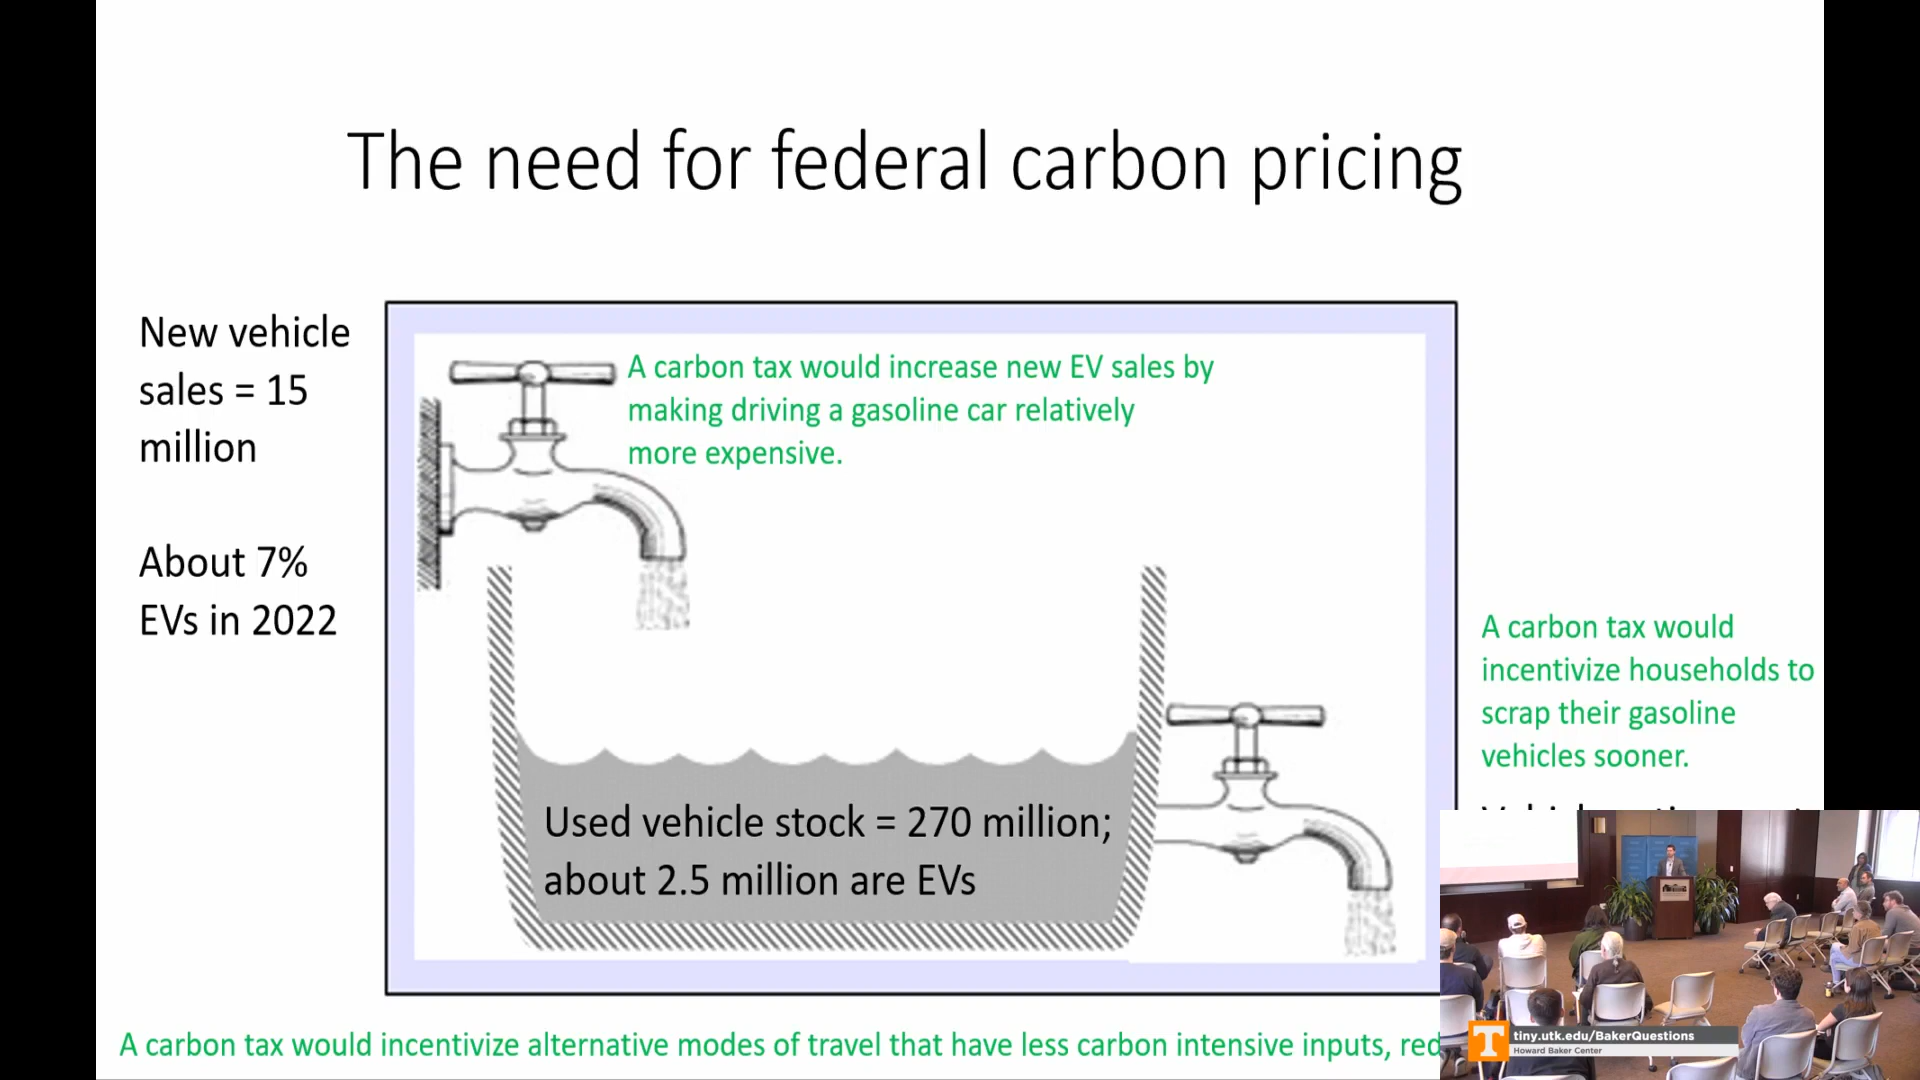 The need for federal carbon pricing
New vehicle
sales = 15
million
About 7%
EVs in 2022
A carbon tax would increase new EV sales by
making driving a gasoline car relatively
more expensive.
Used vehicle stock = 270 million;
about 2.5 million are EVs
A carbon tax would
incentivize households to
scrap their gasoline
vehicles sooner.
A carbon tax would incentivize alternative modes of travel that have less carbon intensive inputs,
T
tiny.utk.edu/BakerQuestions
Howard Baker Center